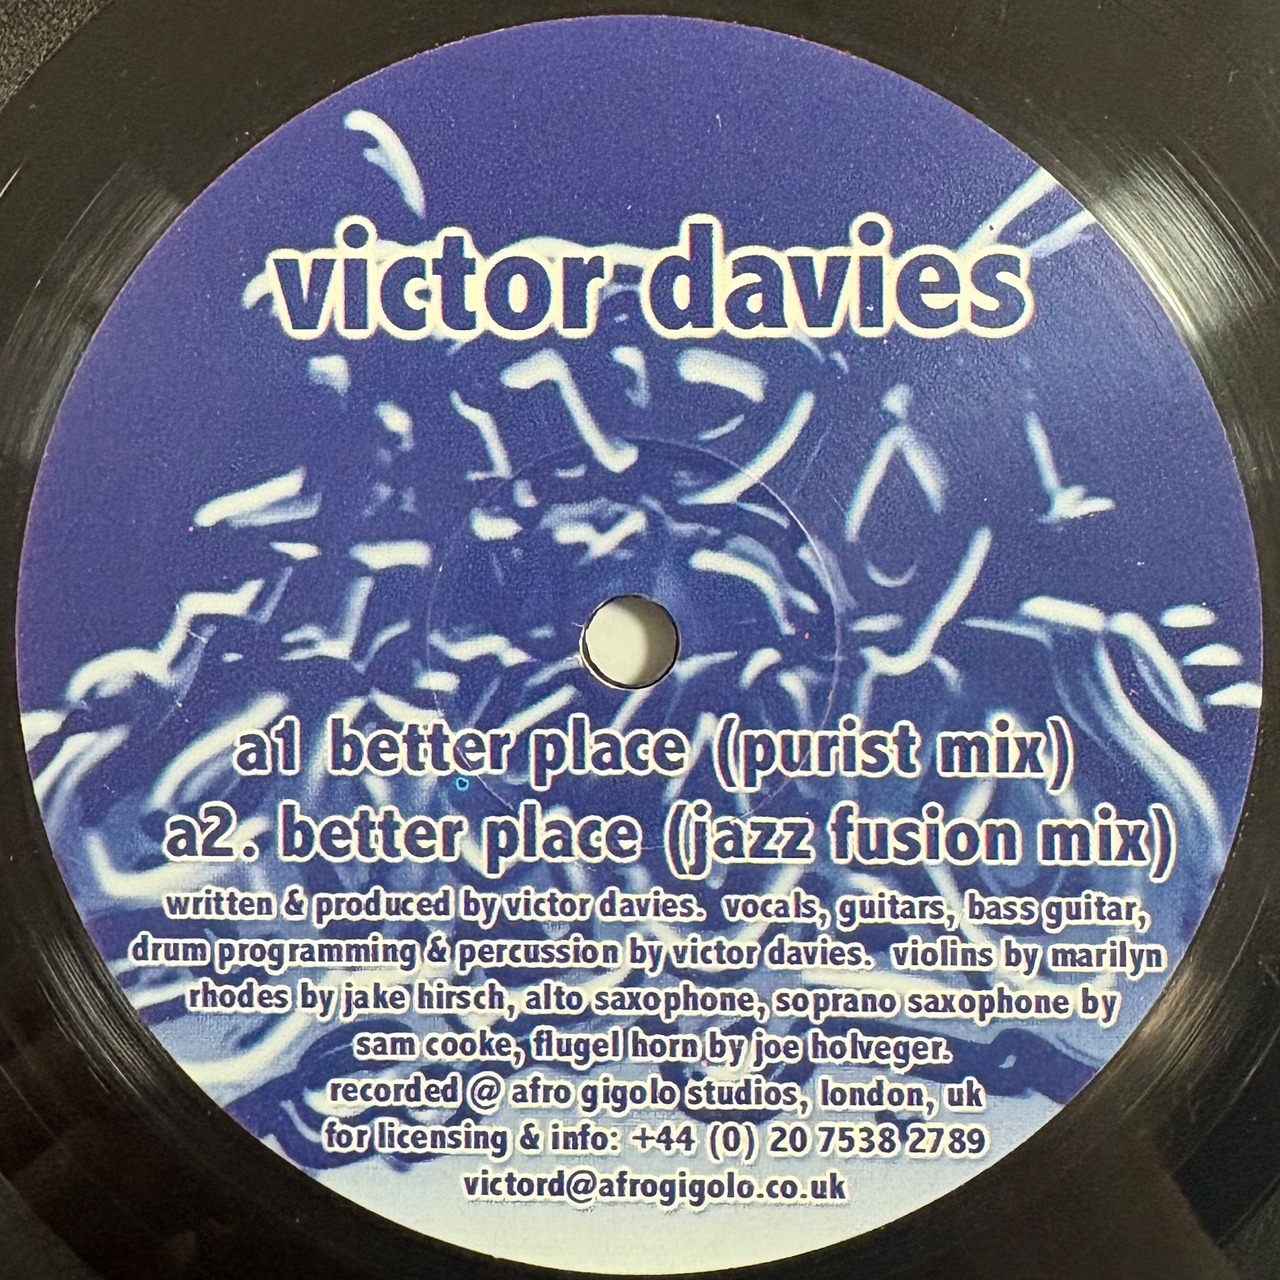 victor davies
a1 better place (purist mix)
a2. better place (jazz fusion mix)
written & produced by victor davies. vocals, guitars, bass guitar,
drum programming & percussion by victor davies. violins by marilyn
rhodes by jake hirsch, alto saxophone, soprano saxophone by
sam cooke, flugel horn by joe holveger.
recorded @ afro gigolo studios, london, uk
for licensing & info: +44 (0) 20 7538 2789
victord@afrogigolo.co.uk